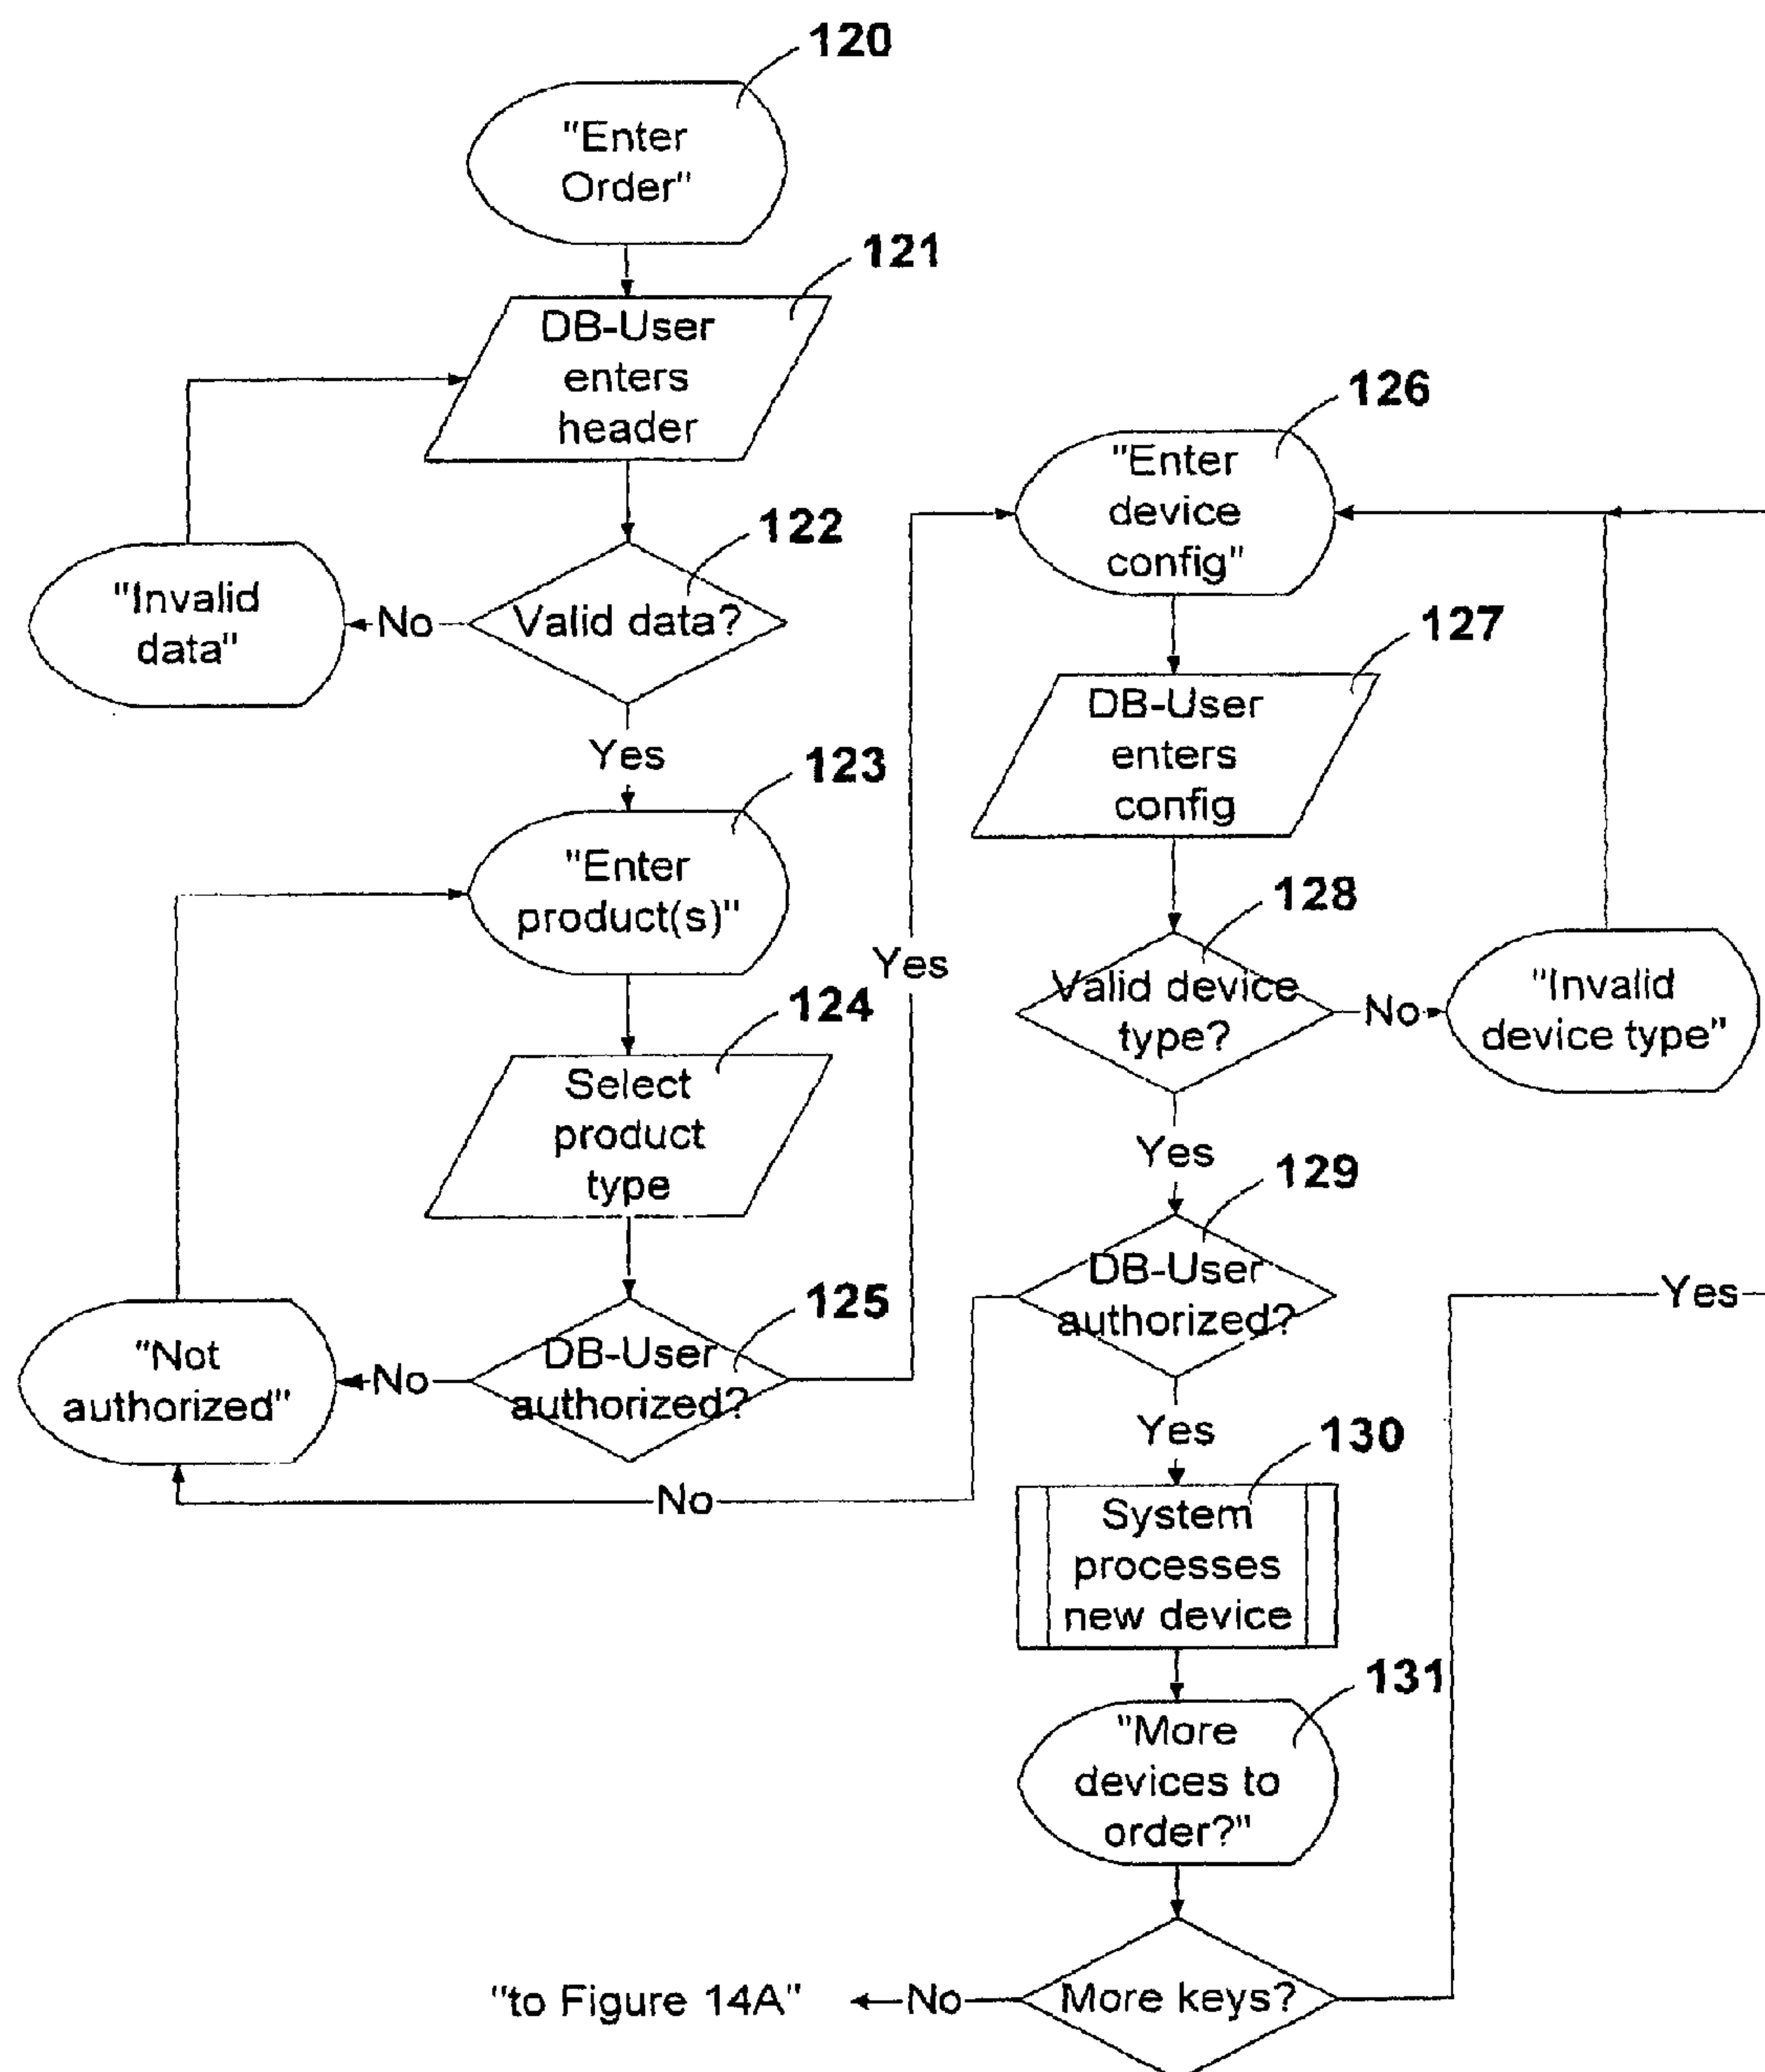 120
"Enter
Order"
121
DB-User
enters
header
122
Valid data?
No
"Invalid
data"
Yes
123
"Enter
product(s)"
124
Select
product
type
125
DB-User
authorized?
No
"Not
authorized"
Yes
126
"Enter
device
config"
127
DB-User
enters
config
128
Valid device
type?
No
"Invalid
device type"
Yes
129
DB-User
authorized?
No
Yes
130
System
processes
new device
131
"More
devices to
order?"
More keys?
Yes
No
"to Figure 14A"